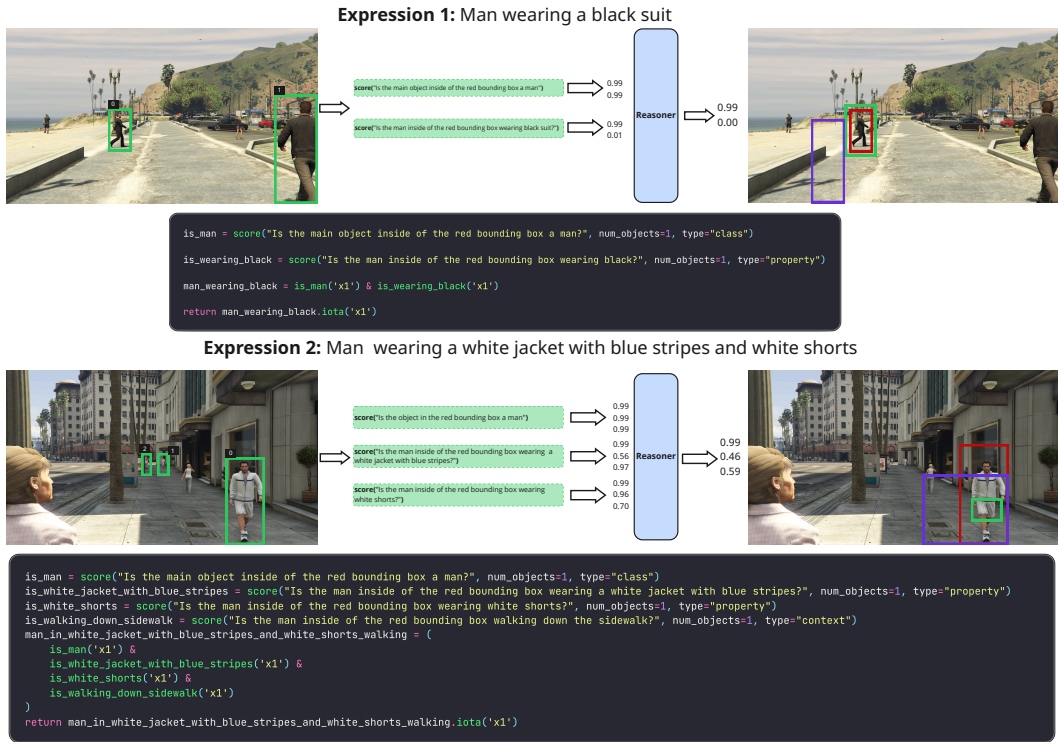 Expression 1: Man wearing a black suit
0
1
score("Is the main object inside of the red bounding box a man")
0.99
0.99
score("Is the man inside of the red bounding box wearing black suit?")
0.99
0.01
Reasoner
0.99
0.00
is_man = score("Is the main object inside of the red bounding box a man?", num_objects=1, type="class")
is_wearing_black = score("Is the man inside of the red bounding box wearing black?", num_objects=1, type="property")
man_wearing_black = is_man('x1') & is_wearing_black('x1')
return man_wearing_black.iota('x1')
Expression 2: Man wearing a white jacket with blue stripes and white shorts
2
1
0
score("Is the object in the red bounding box a man")
0.99
0.99
0.99
score("Is the man inside of the red bounding box wearing a
white jacket with blue stripes?")
0.99
0.56
0.97
score("Is the man inside of the red bounding box wearing
white shorts?")
0.99
0.96
0.70
Reasoner
0.99
0.46
0.59
is_man = score("Is the main object inside of the red bounding box a man?", num_objects=1, type="class")
is_white_jacket_with_blue_stripes = score("Is the man inside of the red bounding box wearing a white jacket with blue stripes?", num_objects=1, type="property")
is_white_shorts = score("Is the man inside of the red bounding box wearing white shorts?", num_objects=1, type="property")
is_walking_down_sidewalk = score("Is the man inside of the red bounding box walking down the sidewalk?", num_objects=1, type="context")
man_in_white_jacket_with_blue_stripes_and_white_shorts_walking = (
is_man('x1') &
is_white_jacket_with_blue_stripes('x1') &
is_white_shorts('x1') &
is_walking_down_sidewalk('x1')
)
return man_in_white_jacket_with_blue_stripes_and_white_shorts_walking.iota('x1')